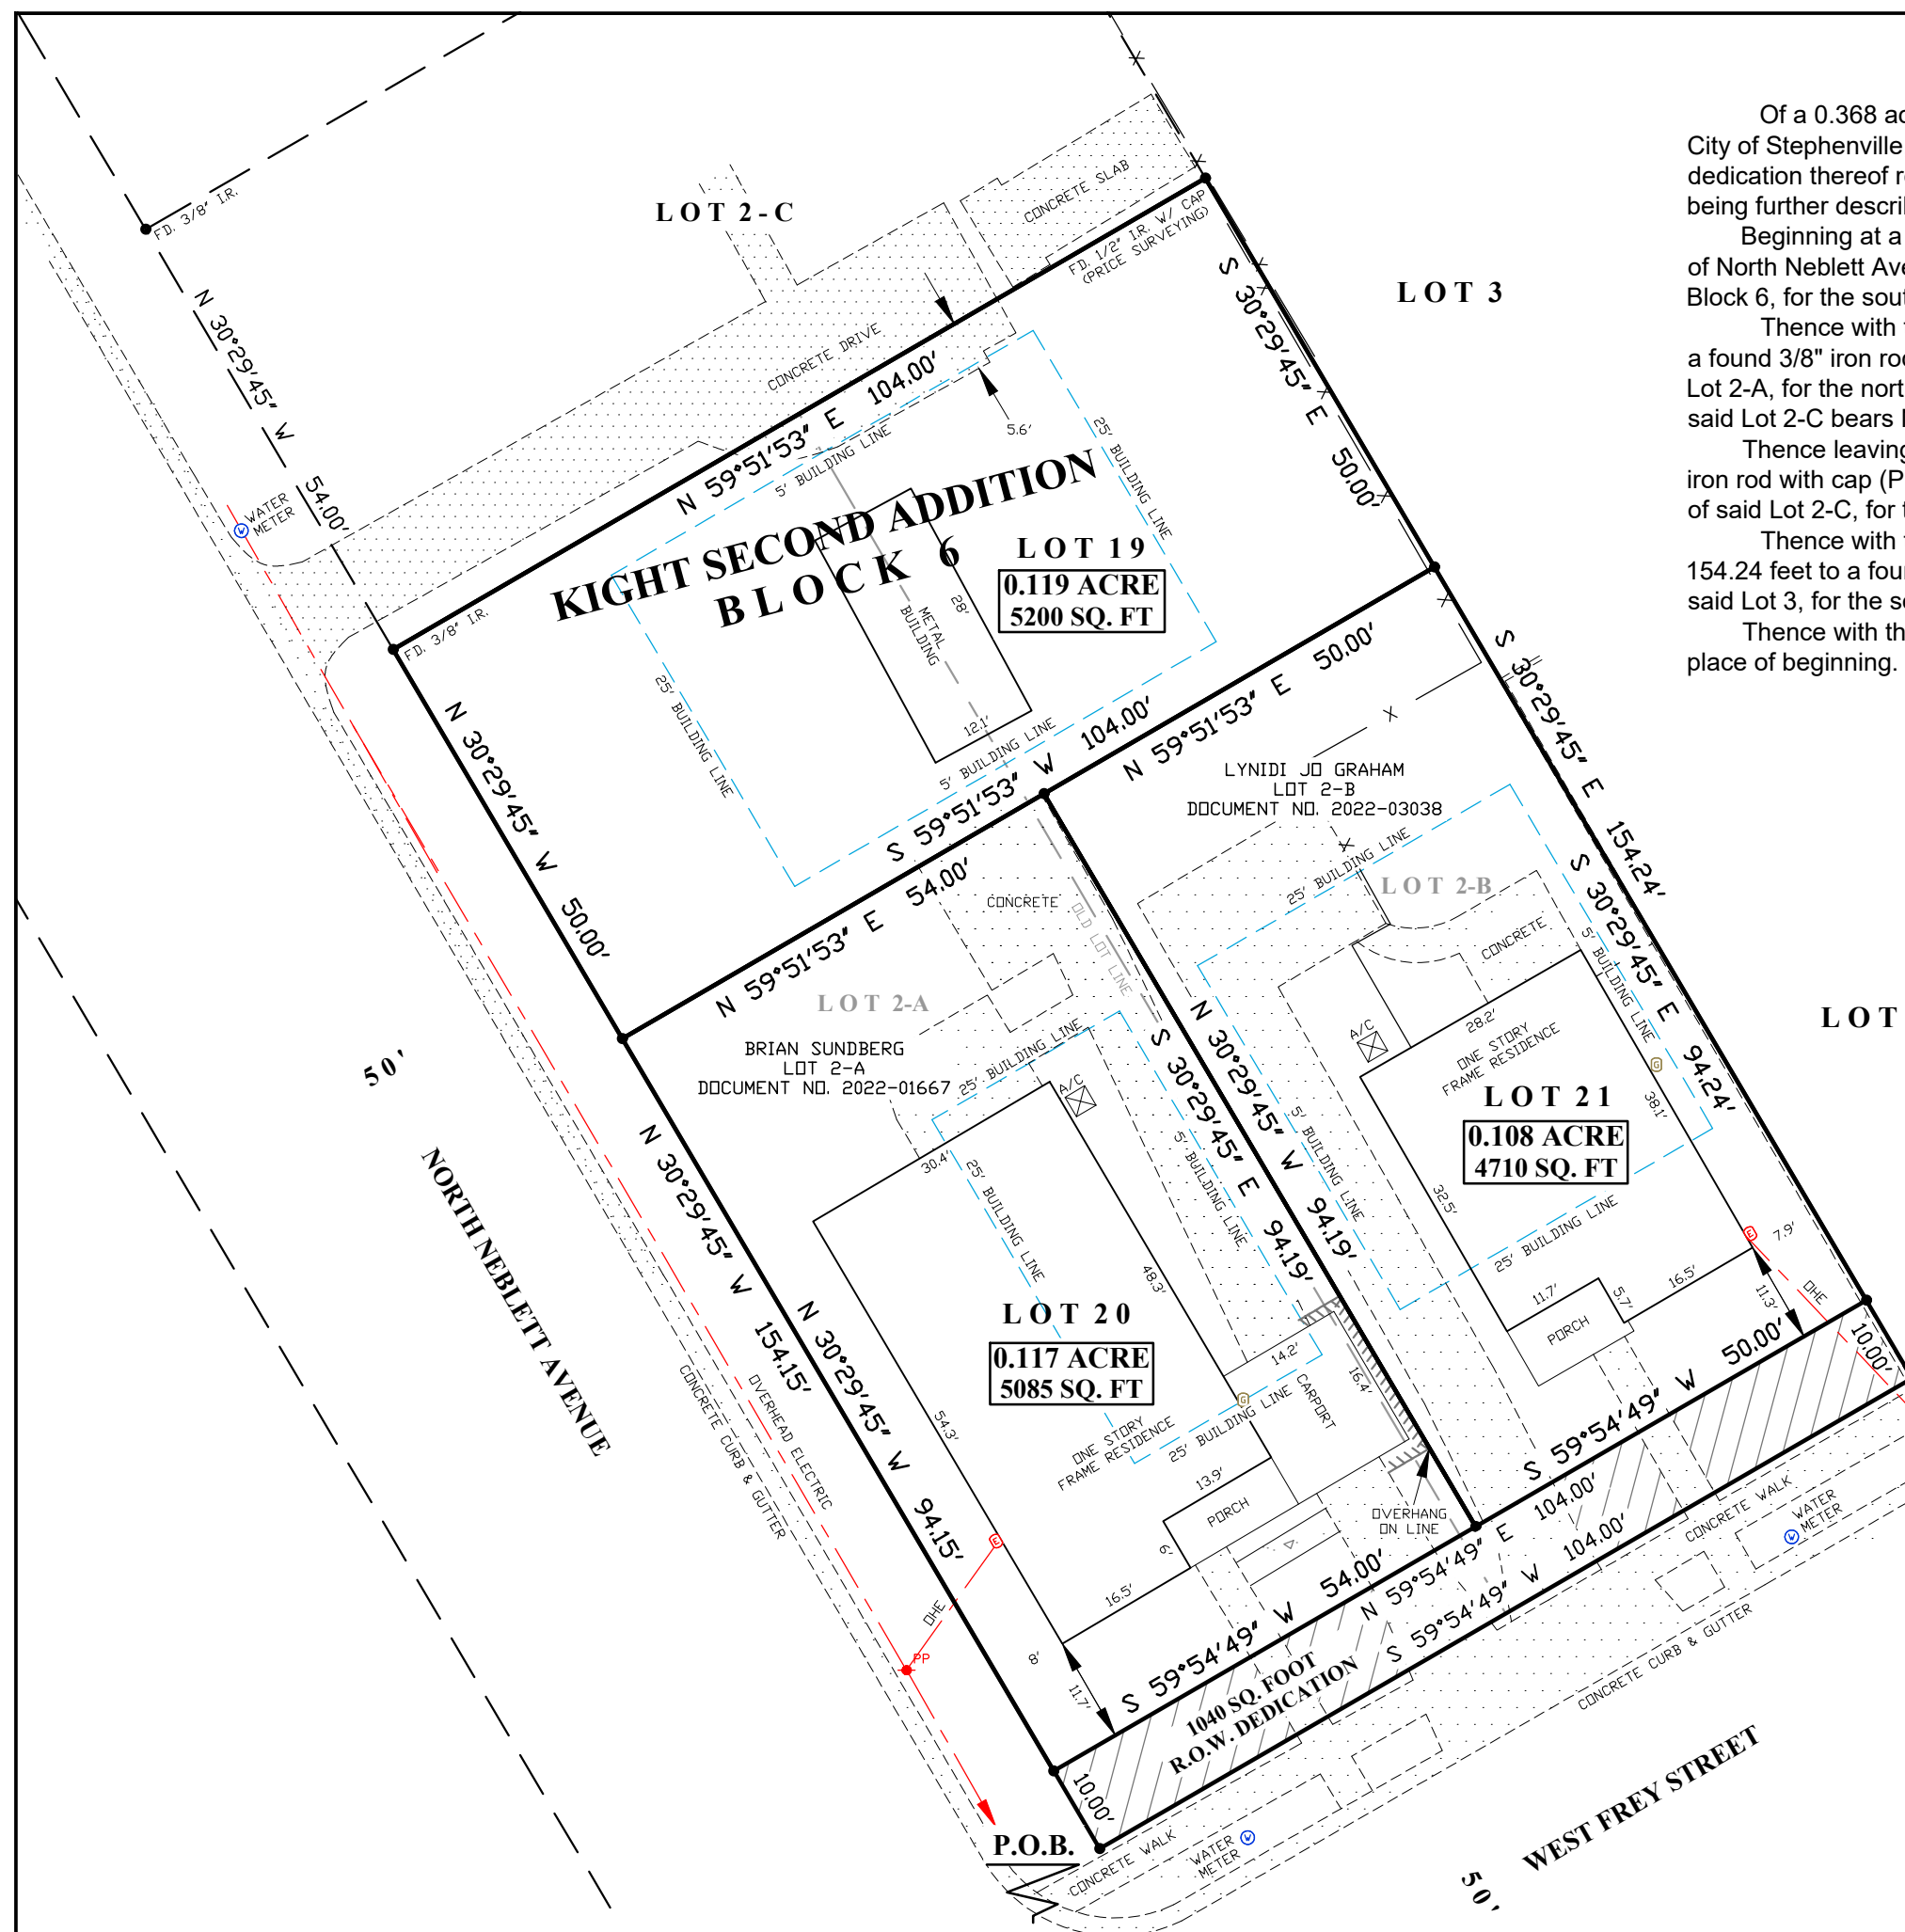 Of a 0.368 ac
City of Stephenville
dedication thereof re
being further describ
Beginning at a
of North Neblett Ave
Block 6, for the sout
Thence with t
a found 3/8" iron rod
Lot 2-A, for the north
said Lot 2-C bears N
Thence leaving
iron rod with cap (P
of said Lot 2-C, for t
Thence with t
154.24 feet to a foun
said Lot 3, for the so
Thence with the
place of beginning.
LOT 2-C
CONCRETE SLAB
FD. 3/8" I.R.
FD. 1/2" I.R. W/ CAP
(PRICE SURVEYING)
LOT 3
N 30°29'45" W 54.00'
CONCRETE DRIVE
S 30°29'45" E 50.00'
N 59°51'53" E 104.00'
5' BUILDING LINE
5.6'
25' BUILDING LINE
WATER
METER
KIGHT SECOND ADDITION
BLOCK 6
LOT 19
0.119 ACRE
5200 SQ. FT
METAL
BUILDING
28'
12.1'
FD. 3/8" I.R.
25' BUILDING LINE
5' BUILDING LINE
N 30°29'45" W 50.00'
S 59°51'53" W 104.00'
N 59°51'53" E 50.00'
S 30°29'45" E 154.24'
LYNIDI JO GRAHAM
LOT 2-B
DOCUMENT NO. 2022-03038
25' BUILDING LINE
LOT 2-B
CONCRETE
S 30°29'45" E 94.24'
5' BUILDING LINE
N 59°51'53" E 54.00'
CONCRETE
OLD LOT LINE
LOT 2-A
BRIAN SUNDBERG
LOT 2-A
DOCUMENT NO. 2022-01667
25' BUILDING LINE
A/C
30.4'
25' BUILDING LINE
S 30°29'45" E 94.19'
5' BUILDING LINE
N 30°29'45" W 94.19'
5' BUILDING LINE
A/C
28.2'
ONE STORY
FRAME RESIDENCE
G
LOT 21
0.108 ACRE
4710 SQ. FT
38.1'
32.5'
25' BUILDING LINE
LOT
50'
NORTH NEBLETT AVENUE
N 30°29'45" W 154.15'
N 30°29'45" W 94.15'
CONCRETE CURB & GUTTER
OVERHEAD ELECTRIC
48.3'
LOT 20
0.117 ACRE
5085 SQ. FT
54.3'
ONE STORY
FRAME RESIDENCE
25' BUILDING LINE
G
14.2'
CARPORT
16.4'
13.9'
PORCH
6'
16.5'
8'
11.7'
OVERHANG
ON LINE
11.7'
5.7'
16.5'
PORCH
E
7.9'
OHE
11.3'
10.00'
E
OHE
PP
S 59°54'49" W 50.00'
S 59°54'49" W 54.00'
N 59°54'49" E 104.00'
S 59°54'49" W 104.00'
1040 SQ. FOOT
R.O.W. DEDICATION
10.00'
P.O.B.
CONCRETE WALK
WATER
METER
CONCRETE WALK
WATER
METER
CONCRETE CURB & GUTTER
WEST FREY STREET
50'